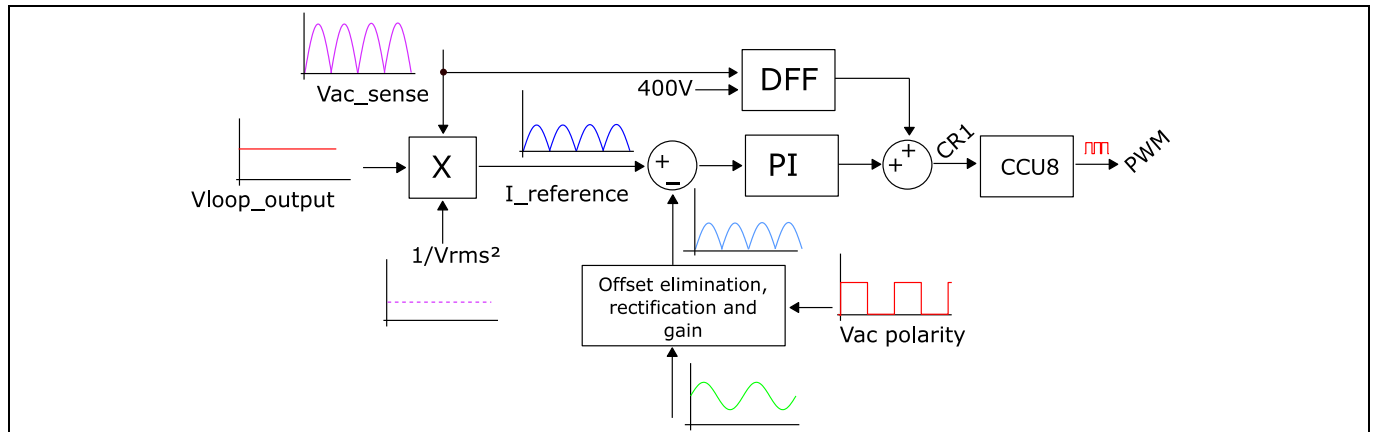 Vac_sense
400V
DFF
Vloop_output
X
I_reference
+
−
PI
+
+
CR1
CCU8
PWM
1/Vrms²
Offset elimination,
rectification and
gain
Vac polarity